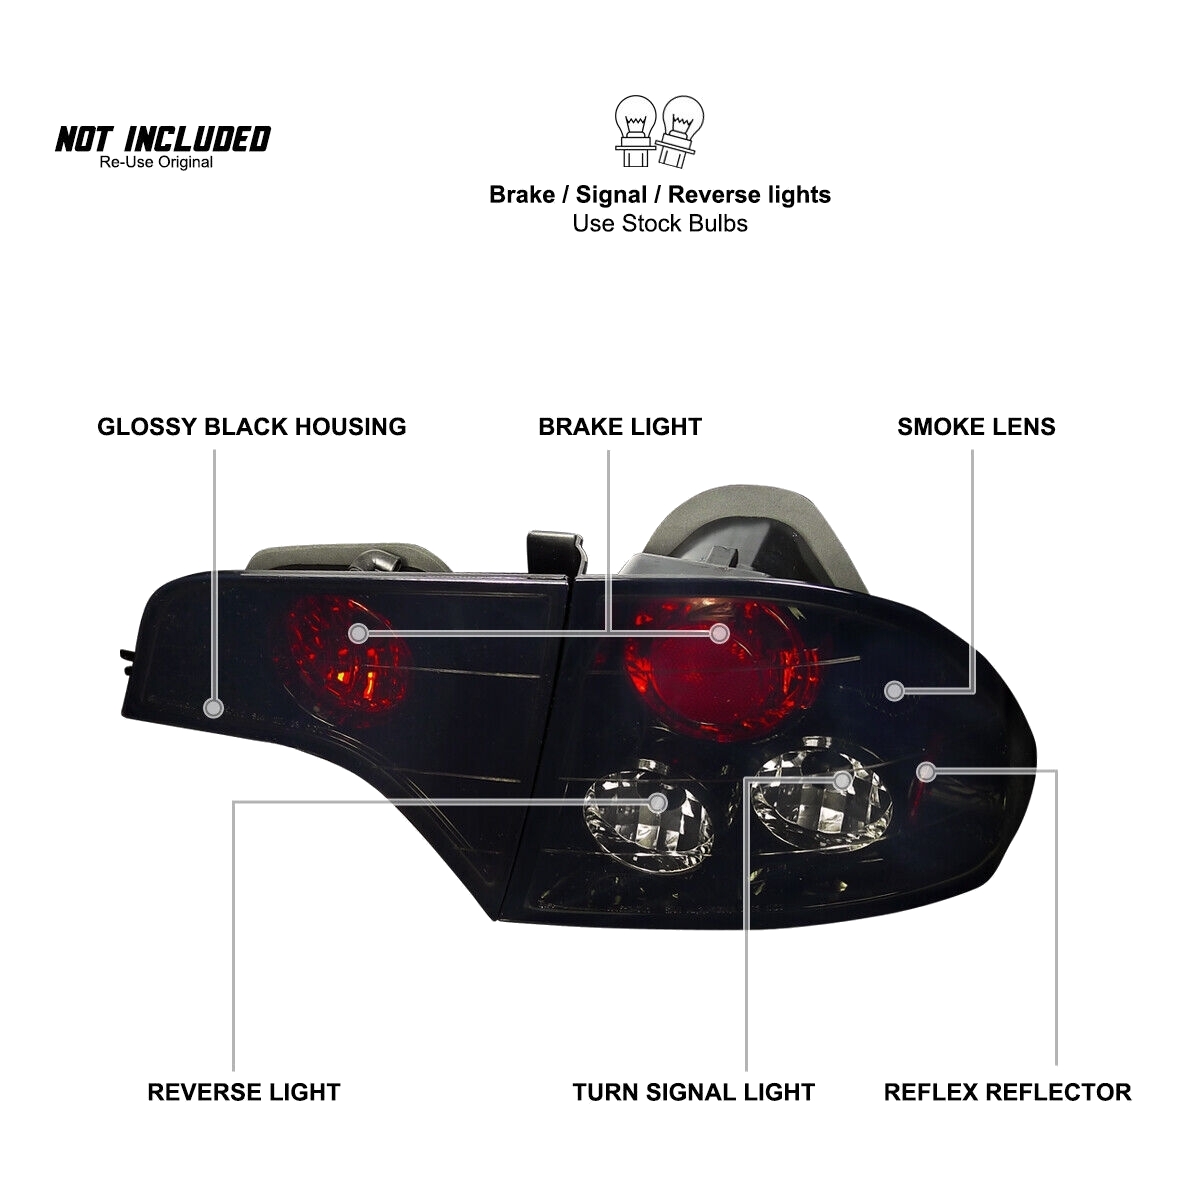 NOT INCLUDED
Re-Use Original
Brake / Signal / Reverse lights
Use Stock Bulbs
GLOSSY BLACK HOUSING
BRAKE LIGHT
SMOKE LENS
REVERSE LIGHT
TURN SIGNAL LIGHT
REFLEX REFLECTOR